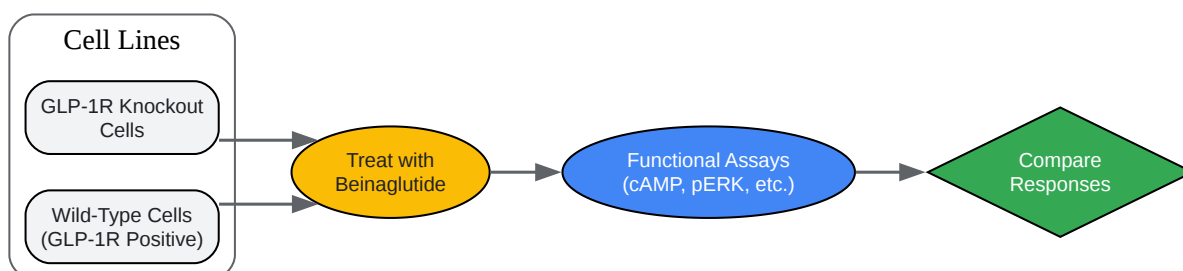 Cell Lines
GLP-1R Knockout
Cells
Wild-Type Cells
(GLP-1R Positive)
Treat with
Beinaglutide
Functional Assays
(cAMP, pERK, etc.)
Compare
Responses